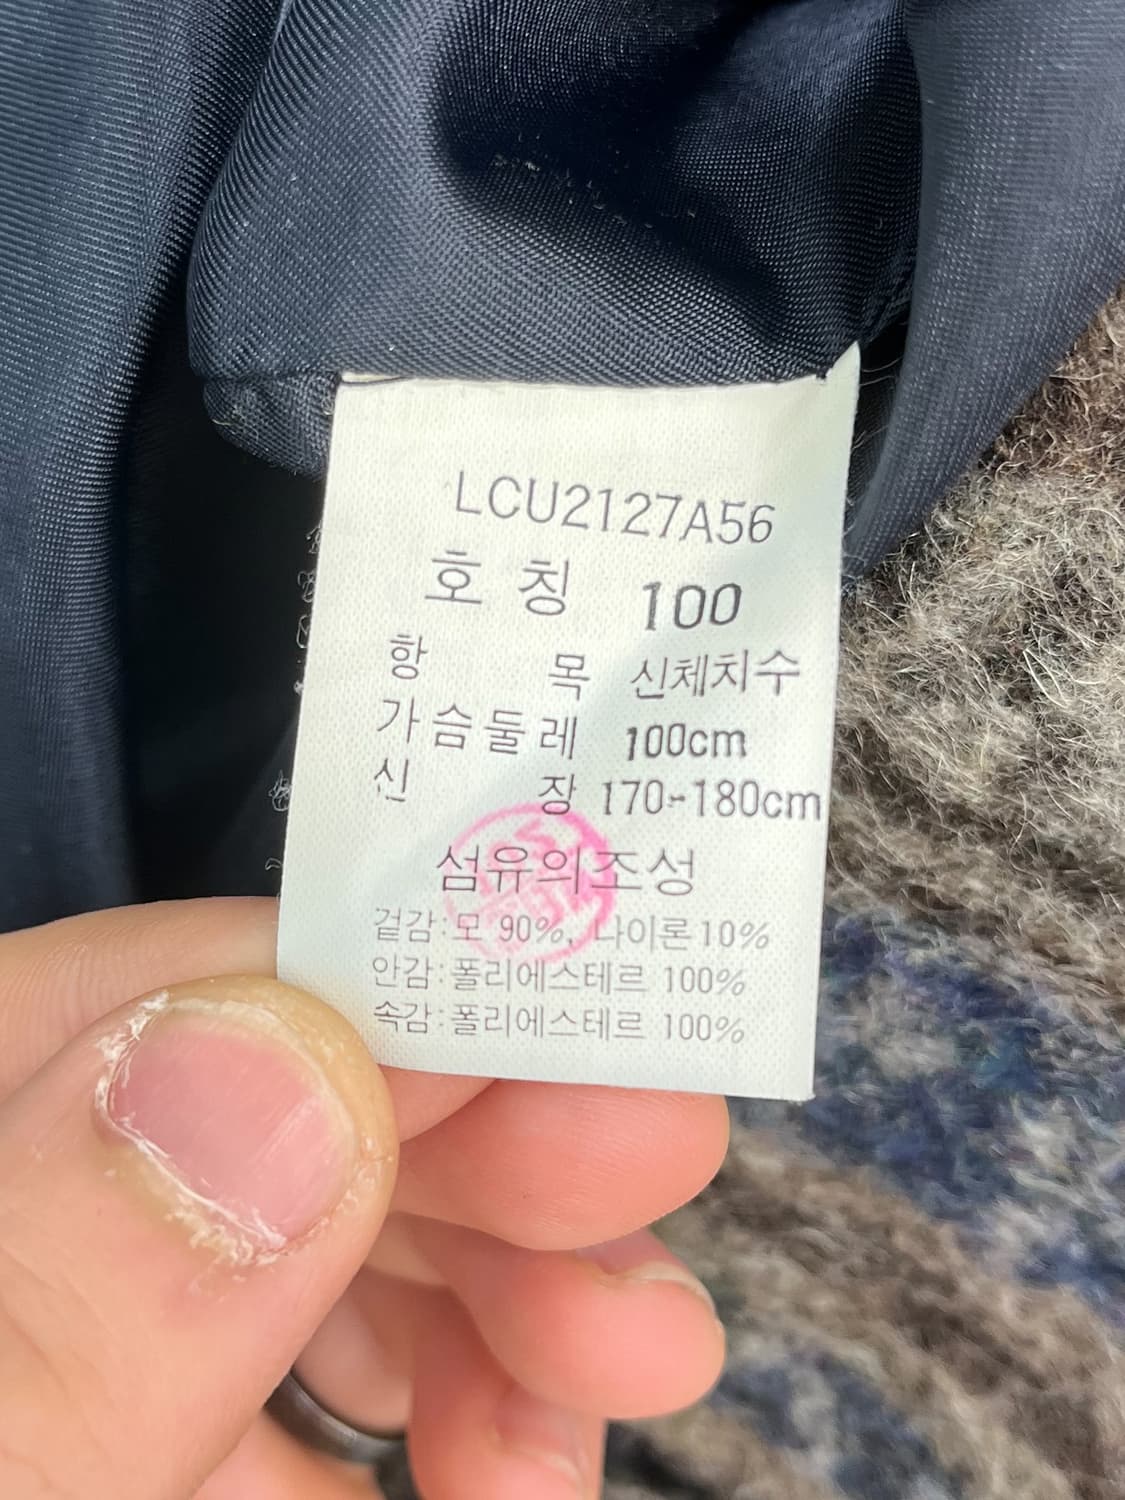 LCU2127A56
호 칭 100
항 목 신체치수
가슴둘레 100cm
신 장 170-180cm
섬유의조성
겉감:모 90%, 나이론10%
안감:폴리에스테르 100%
속감:폴리에스테르 100%